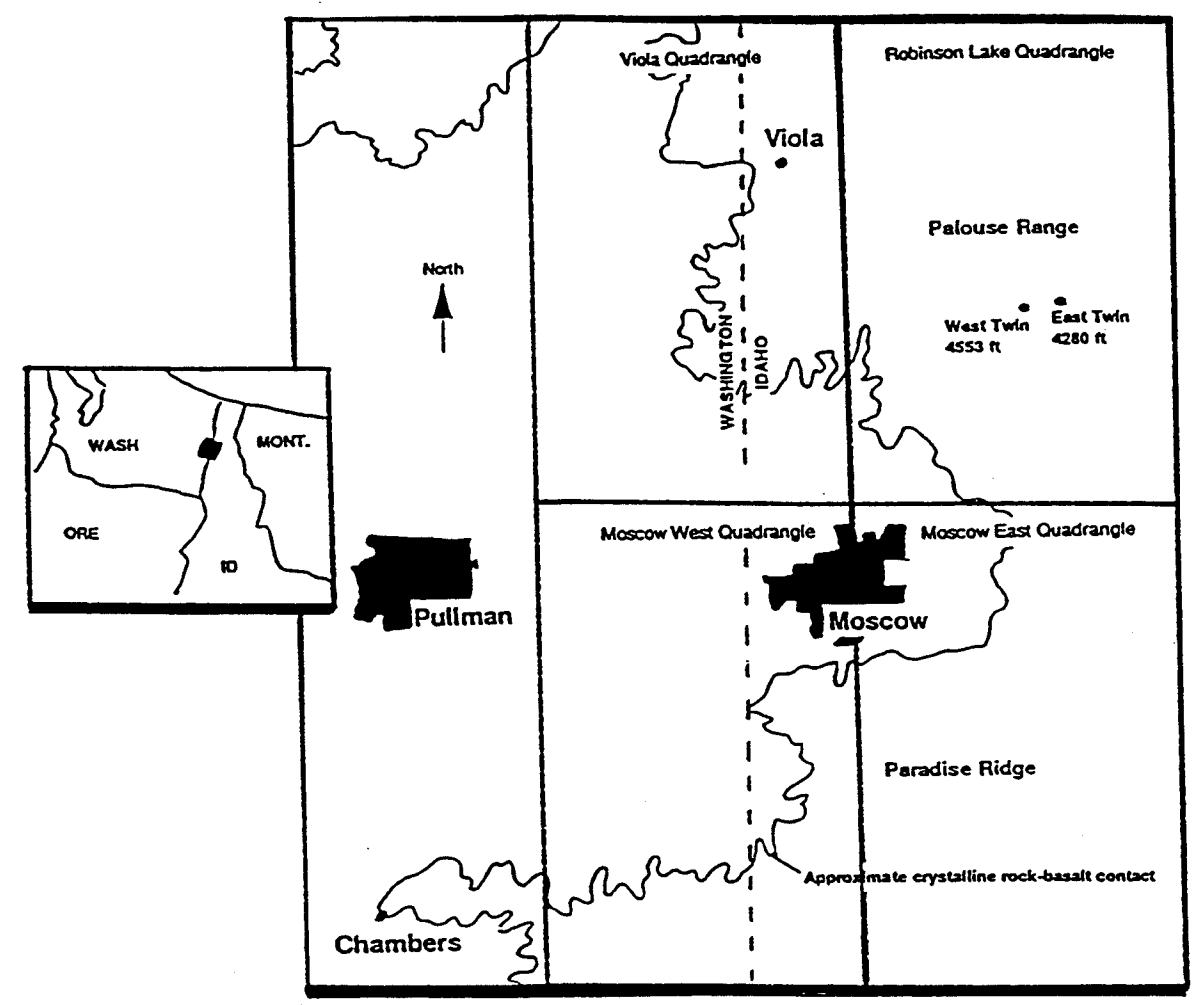 Viola Quadrangle
Robinson Lake Quadrangle
Viola
Palouse Range
North
West Twin
4553 ft
East Twin
4280 ft
WASHINGTON
IDAHO
WASH
MONT.
ORE
ID
Moscow West Quadrangle
Moscow East Quadrangle
Pullman
Moscow
Paradise Ridge
Approximate crystalline rock-basalt contact
Chambers